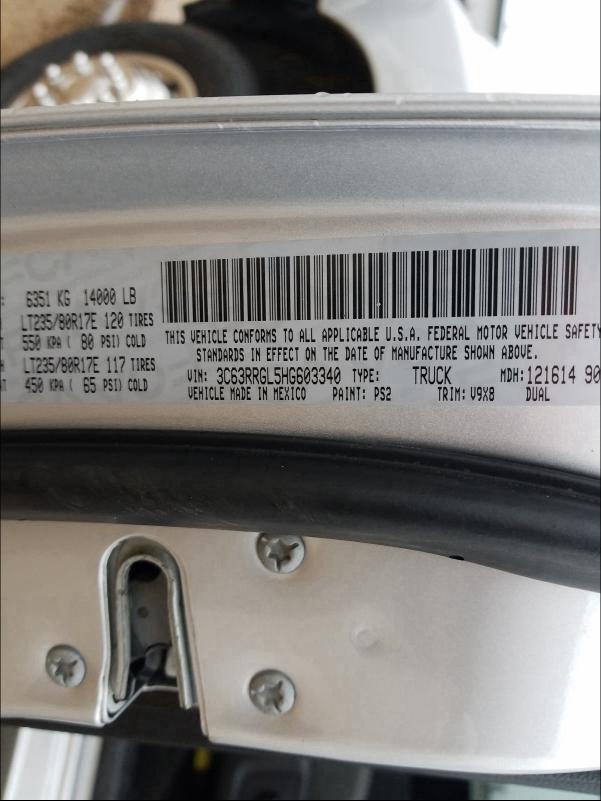 6351 KG 14000 LB
LT235/80R17E 120 TIRES
550 KPA ( 80 PSI) COLD
LT235/80R17E 117 TIRES
450 KPA ( 65 PSI) COLD
THIS VEHICLE CONFORMS TO ALL APPLICABLE U.S.A. FEDERAL MOTOR VEHICLE SAFETY
STANDARDS IN EFFECT ON THE DATE OF MANUFACTURE SHOWN ABOVE.
VIN: 3C63RRGL5HG603340 TYPE: TRUCK MDH:121614 90
VEHICLE MADE IN MEXICO PAINT: PS2 TRIM: V9X8 DUAL